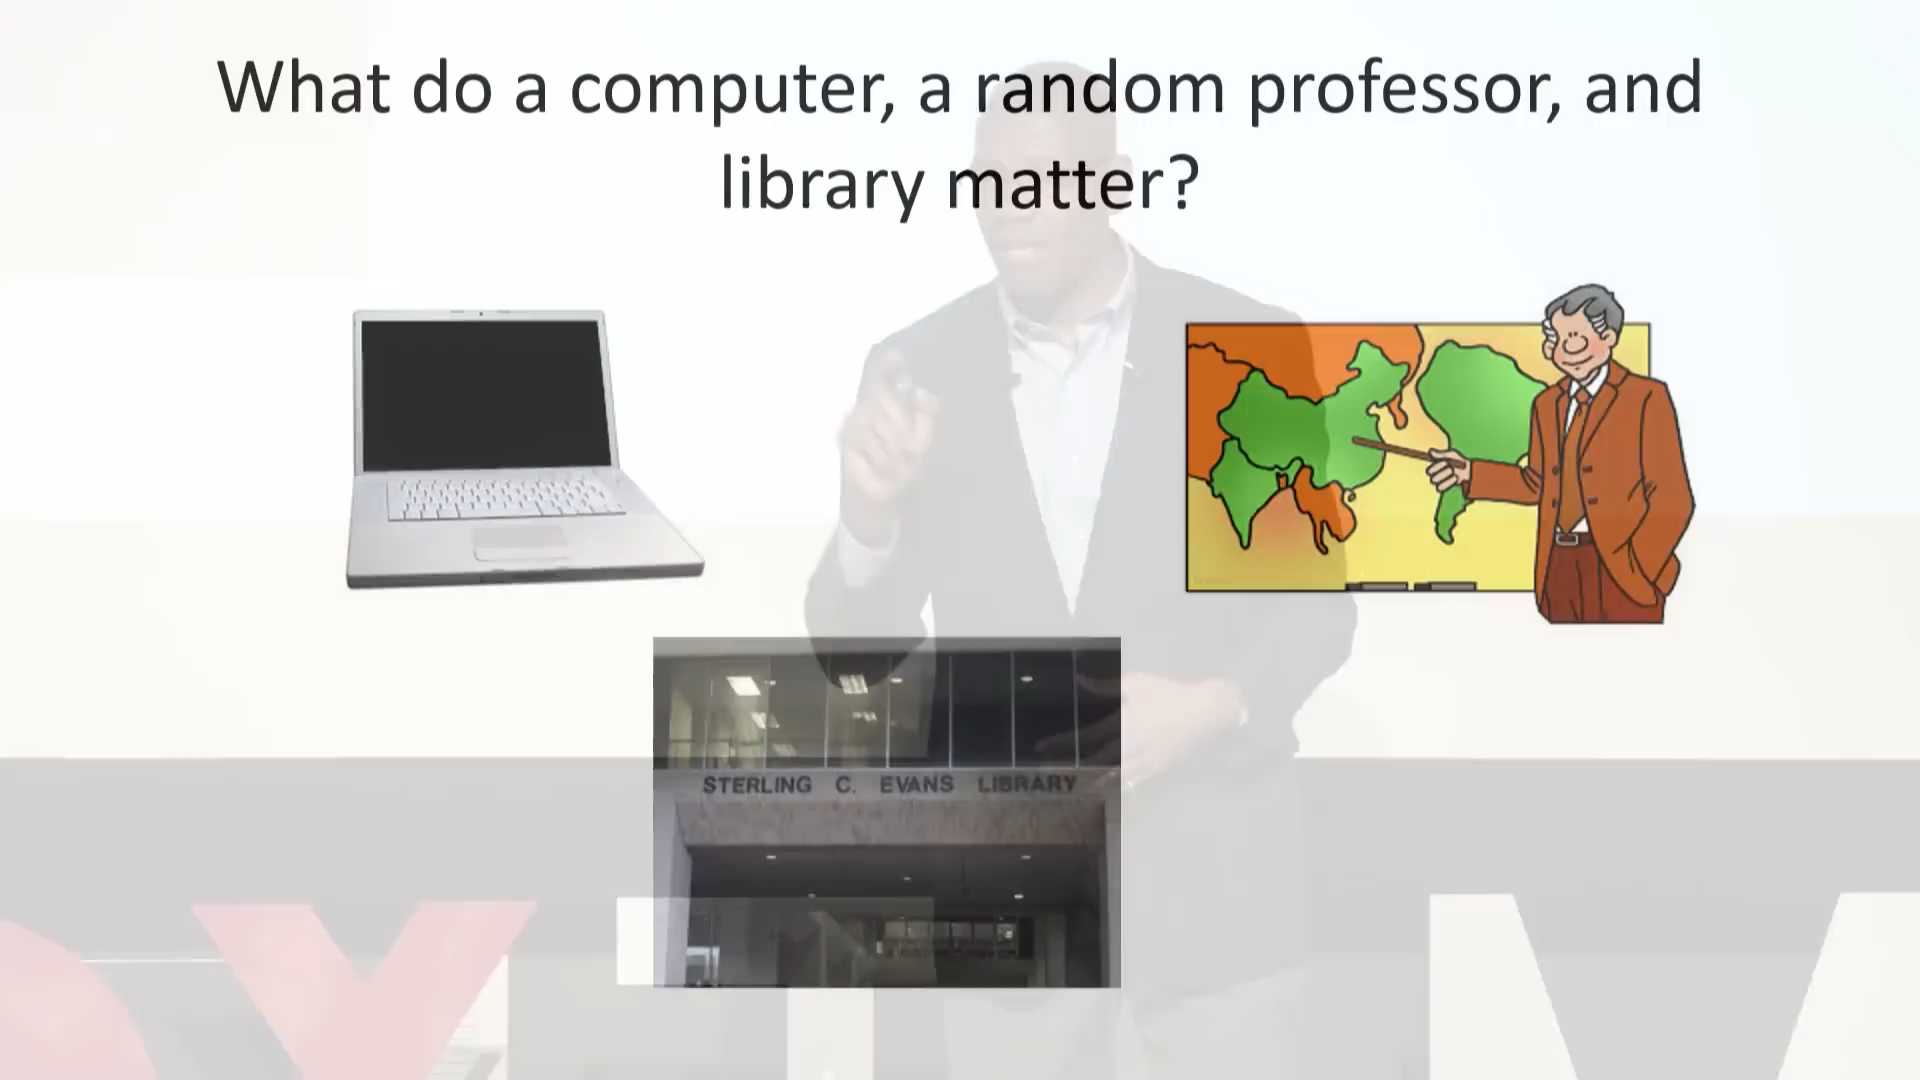 What do a computer, a random professor, and
library matter?
STERLING C. EVANS LIBRARY